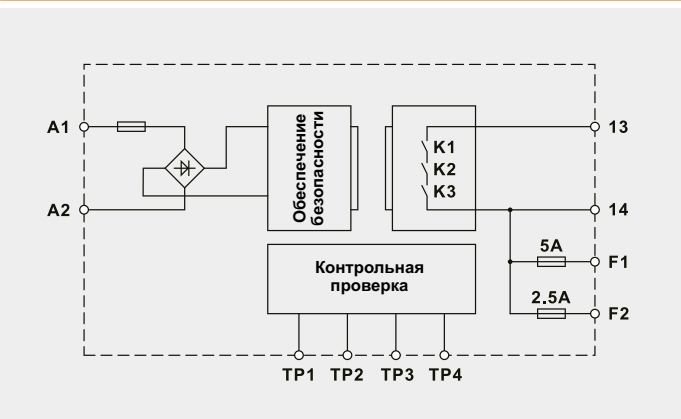 A1
A2
Обеспечение
безопасности
K1
K2
K3
13
14
5A
F1
2.5A
F2
Контрольная
проверка
TP1 TP2 TP3 TP4